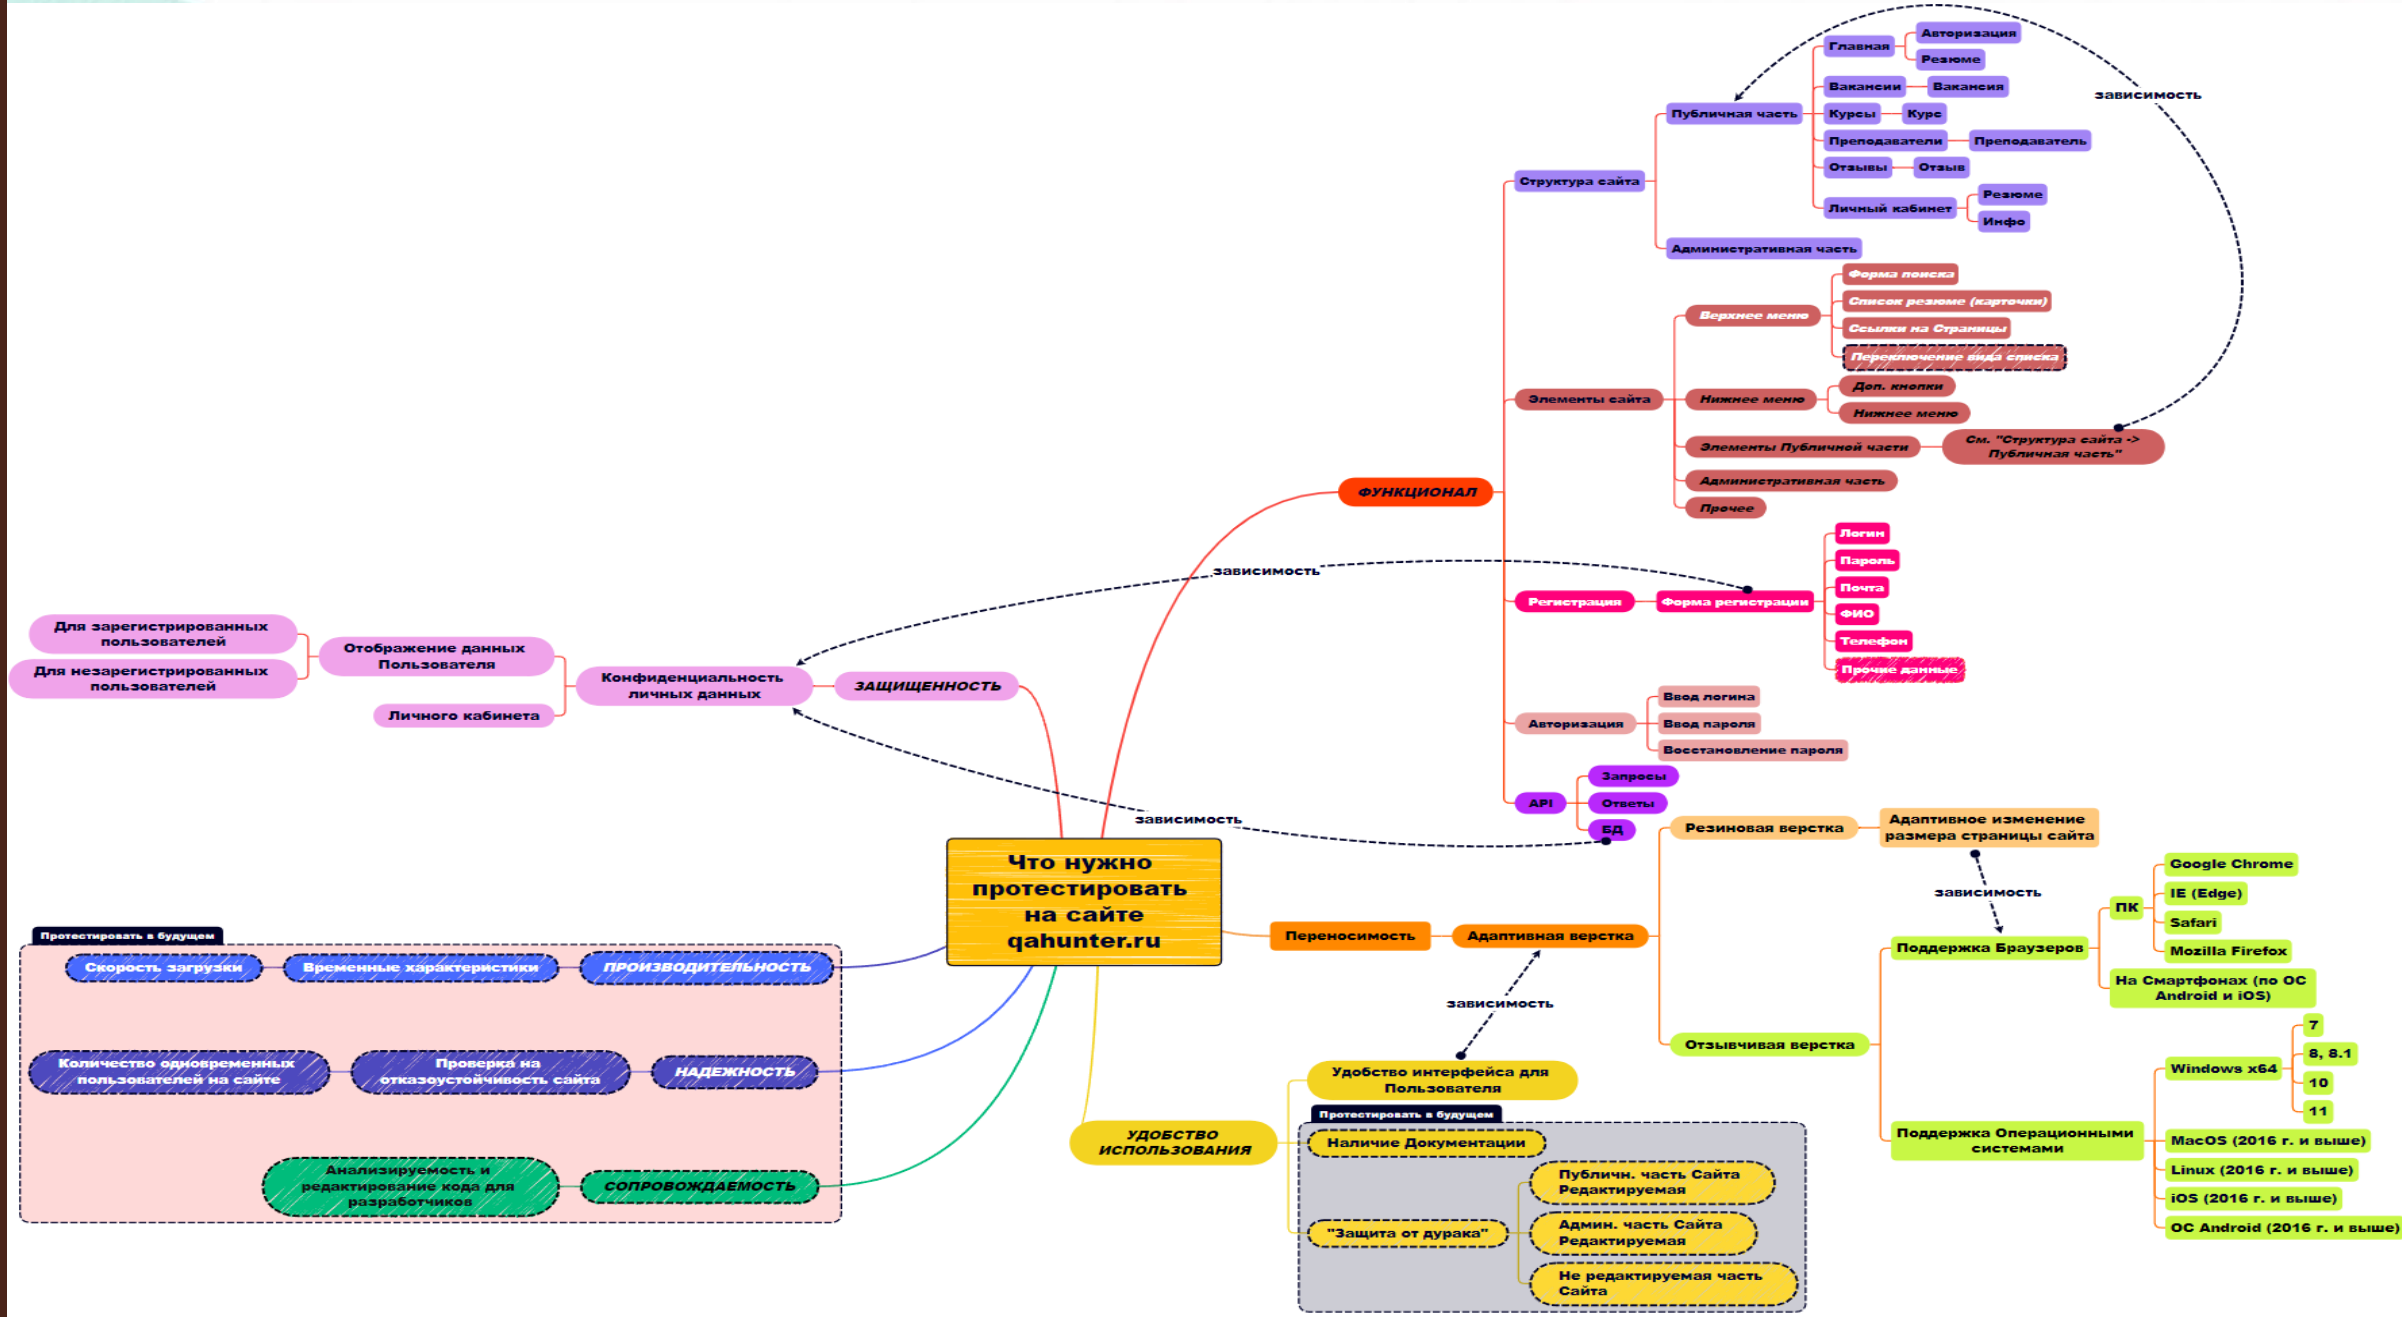 Что нужно
протестировать
на сайте
qahunter.ru
ФУНКЦИОНАЛ
Структура сайта
Публичная часть
Главная
Авторизация
Резюме
Вакансии
Вакансия
Курсы
Курс
Преподаватели
Преподаватель
Отзывы
Отзыв
Личный кабинет
Резюме
Инфо
Административная часть
зависимость
Элементы сайта
Верхнее меню
Форма поиска
Список резюме (карточки)
Ссылки на Страницы
Переключение вида списка
Нижнее меню
Доп. кнопки
Нижнее меню
Элементы Публичной части
См. "Структура сайта ->
Публичная часть"
Административная часть
Прочее
Регистрация
Форма регистрации
Логин
Пароль
Почта
ФИО
Телефон
Прочие данные
зависимость
Авторизация
Ввод логина
Ввод пароля
Восстановление пароля
API
Запросы
Ответы
БД
зависимость
ЗАЩИЩЕННОСТЬ
Конфиденциальность
личных данных
Отображение данных
Пользователя
Для зарегистрированных
пользователей
Для незарегистрированных
пользователей
Личного кабинета
Переносимость
Адаптивная верстка
Резиновая верстка
Адаптивное изменение
размера страницы сайта
зависимость
Отзывчивая верстка
Поддержка Браузеров
ПК
Google Chrome
IE (Edge)
Safari
Mozilla Firefox
На Смартфонах (по ОС
Android и iOS)
Поддержка Операционными
системами
Windows x64
7
8, 8.1
10
11
MacOS (2016 г. и выше)
Linux (2016 г. и выше)
iOS (2016 г. и выше)
ОС Android (2016 г. и выше)
зависимость
УДОБСТВО
ИСПОЛЬЗОВАНИЯ
Удобство интерфейса для
Пользователя
Протестировать в будущем
Наличие Документации
"Защита от дурака"
Публичн. часть Сайта
Редактируемая
Админ. часть Сайта
Редактируемая
Не редактируемая часть
Сайта
Протестировать в будущем
ПРОИЗВОДИТЕЛЬНОСТЬ
Временные характеристики
Скорость загрузки
НАДЕЖНОСТЬ
Проверка на
отказоустойчивость сайта
Количество одновременнных
пользователей на сайте
СОПРОВОЖДАЕМОСТЬ
Анализируемость и
редактирование кода для
разработчиков